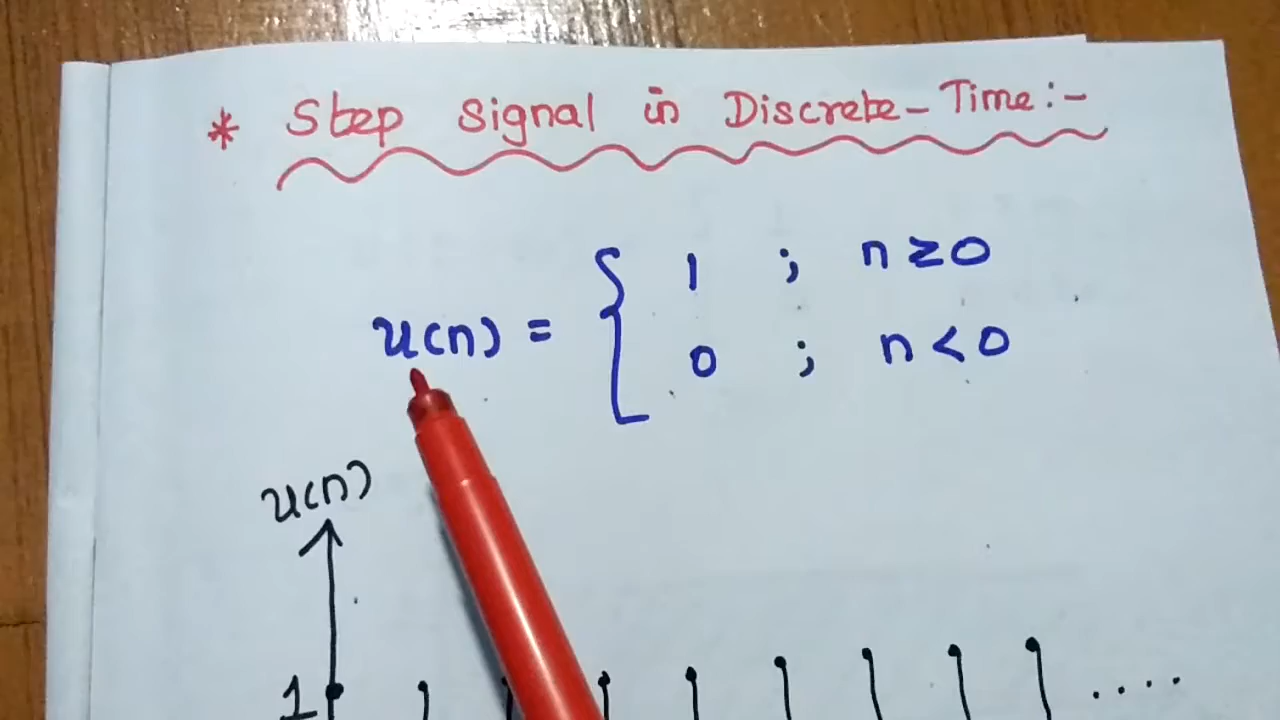 * Step Signal in Discrete-Time:-
u(n) = { 1 ; n ≥ 0
0 ; n < 0
u(n)
1 ....